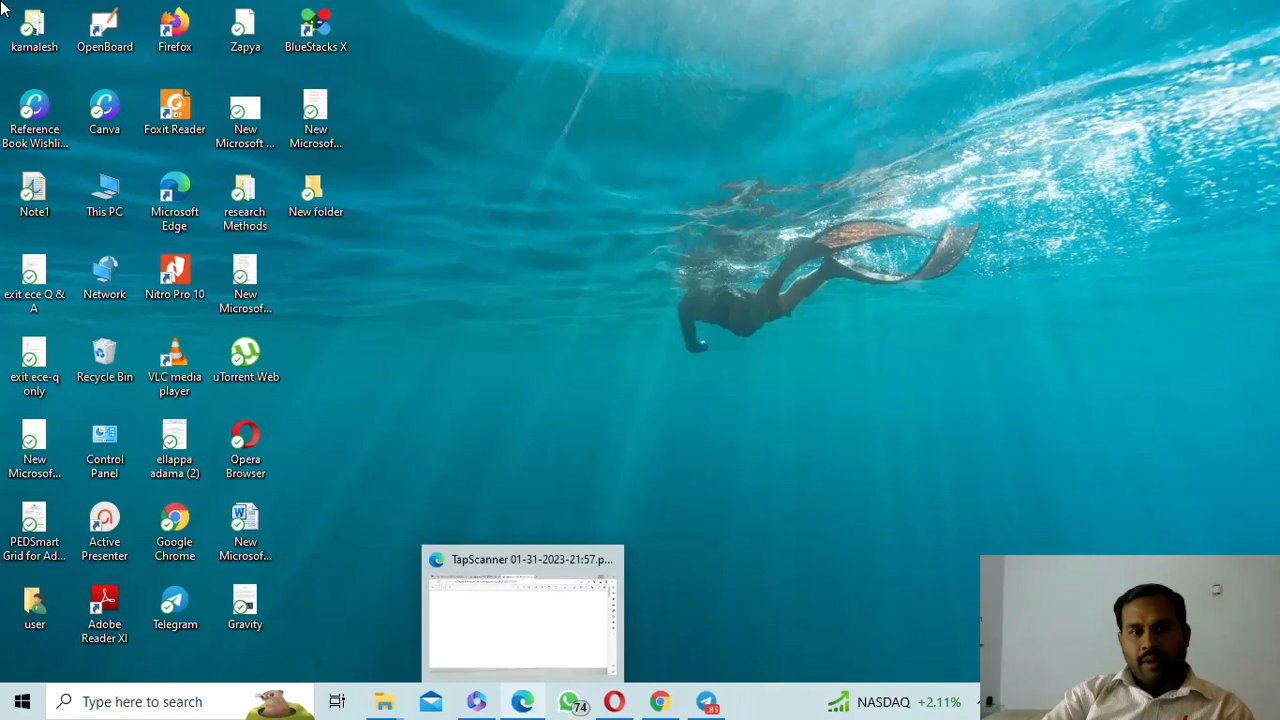 kamalesh
OpenBoard
Firefox
Zapya
BlueStacks X
Reference
Book Wishli...
Canva
Foxit Reader
New
Microsoft ...
New
Microsof...
Note1
This PC
Microsoft
Edge
research
Methods
New folder
exit ece Q &
A
Network
Nitro Pro 10
New
Microsof...
exit ece-q
only
Recycle Bin
VLC media
player
uTorrent Web
New
Microsof...
Control
Panel
ellappa
adama (2)
Opera
Browser
PEDSmart
Grid for Ad...
Active
Presenter
Google
Chrome
New
Microsof...
user
Adobe
Reader XI
Telegram
Gravity
TapScanner 01-31-2023-21:57.p...
Type here to search
74
NASDAQ +2.11%